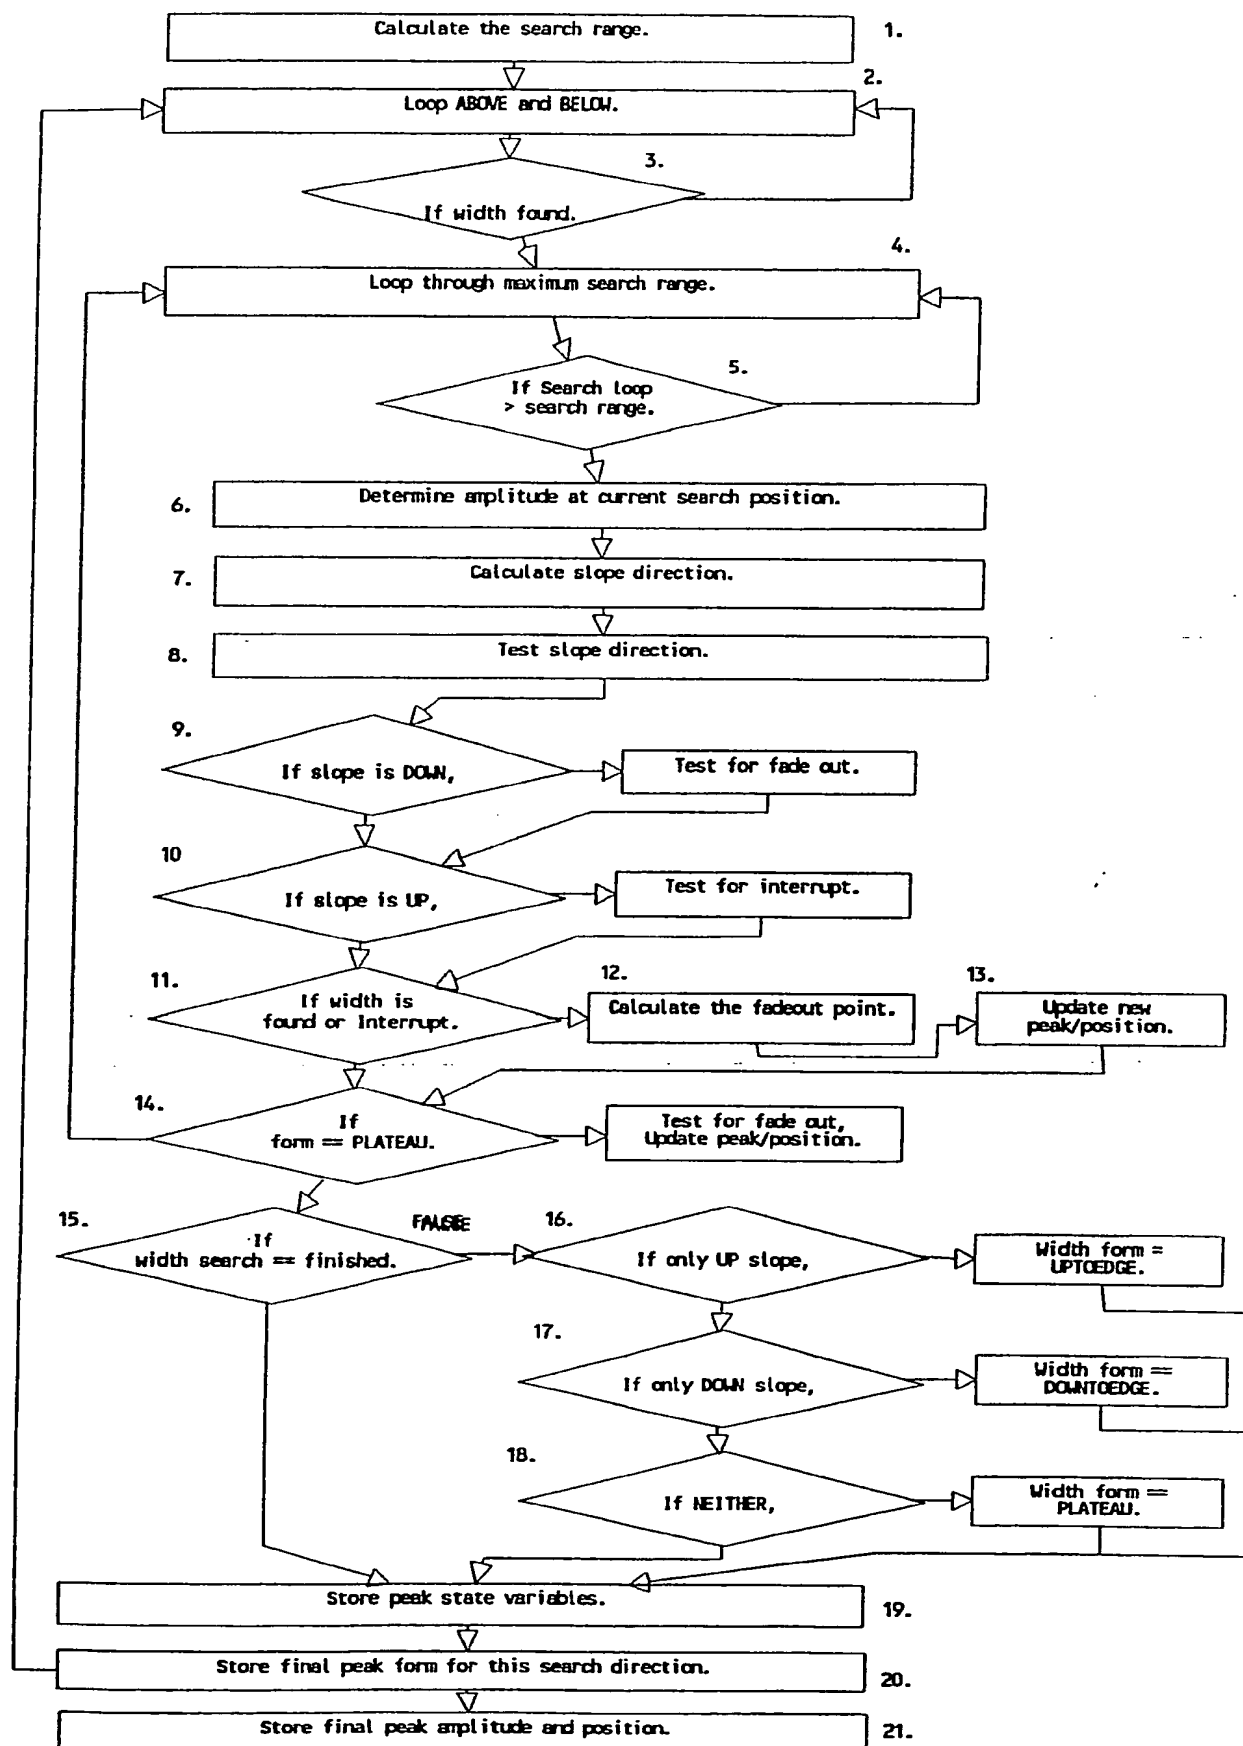 Calculate the search range.
1.
2.
Loop ABOVE and BELOW.
3.
If width found.
4.
Loop through maximum search range.
5.
If Search loop
> search range.
6.
Determine amplitude at current search position.
7.
Calculate slope direction.
8.
Test slope direction.
9.
If slope is DOWN,
Test for fade out.
10
If slope is UP,
Test for interrupt.
11.
If width is
found or Interrupt.
12.
Calculate the fadeout point.
13.
Update new
peak/position.
14.
If
form == PLATEAU.
Test for fade out,
Update peak/position.
15.
If
width search == finished.
FALSE
16.
If only UP slope,
Width form =
UPTOEDGE.
17.
If only DOWN slope,
Width form ==
DOWNTOEDGE.
18.
If NEITHER,
Width form ==
PLATEAU.
Store peak state variables.
19.
Store final peak form for this search direction.
20.
Store final peak amplitude and position.
21.